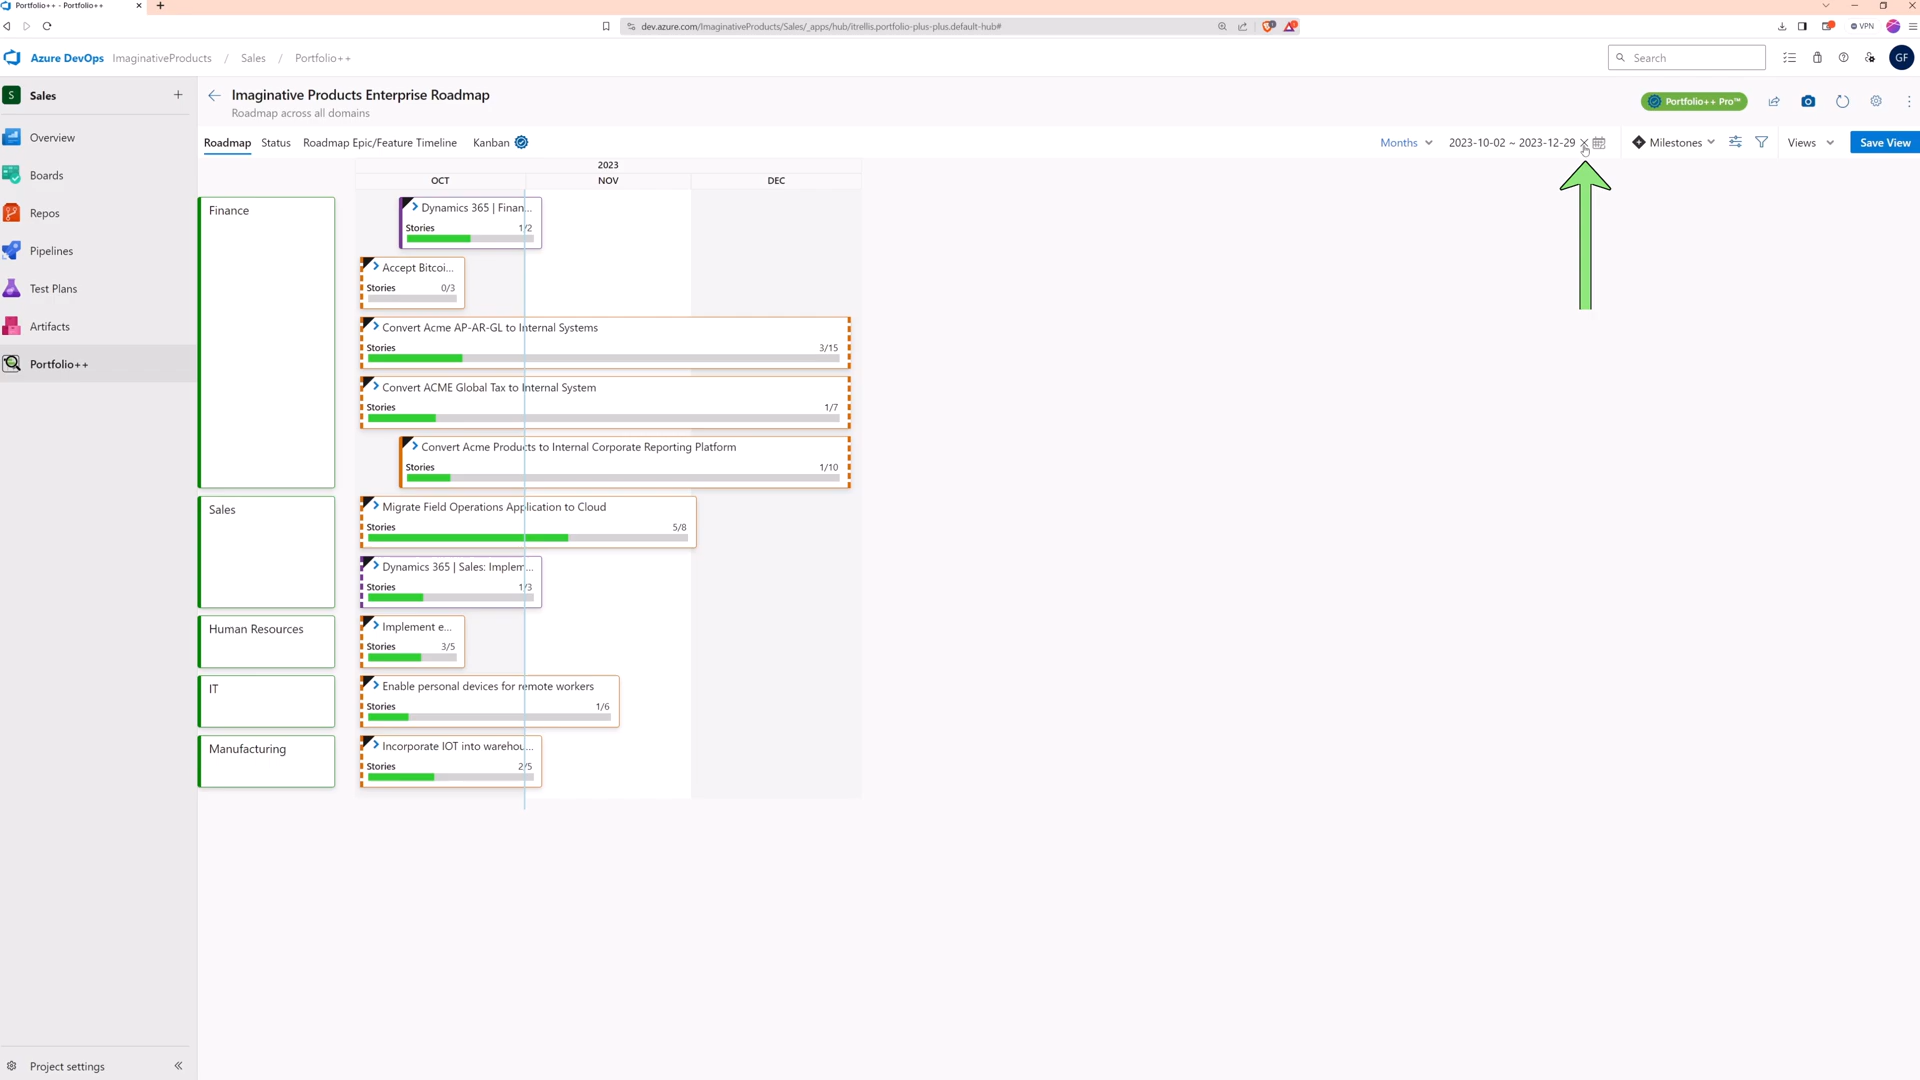 Portfolio++ - Portfolio++
dev.azure.com/ImaginativeProducts/Sales/_apps/hub/itrellis.portfolio-plus-plus.default-hub#
VPN
Azure DevOps ImaginativeProducts / Sales / Portfolio++
Search
GF
S Sales
Overview
Boards
Repos
Pipelines
Test Plans
Artifacts
Portfolio++
Project settings
Imaginative Products Enterprise Roadmap
Roadmap across all domains
Portfolio++ Pro™
Roadmap Status Roadmap Epic/Feature Timeline Kanban
Months 2023-10-02 ~ 2023-12-29 Milestones Views Save View
2023
OCT NOV DEC
Finance
Dynamics 365 | Finan...
Stories 1/2
Accept Bitcoi...
Stories 0/3
Convert Acme AP-AR-GL to Internal Systems
Stories 3/15
Convert ACME Global Tax to Internal System
Stories 1/7
Convert Acme Products to Internal Corporate Reporting Platform
Stories 1/10
Sales
Migrate Field Operations Application to Cloud
Stories 5/8
Dynamics 365 | Sales: Implem...
Stories 1/3
Human Resources
Implement e...
Stories 3/5
IT
Enable personal devices for remote workers
Stories 1/6
Manufacturing
Incorporate IOT into warehou...
Stories 2/5